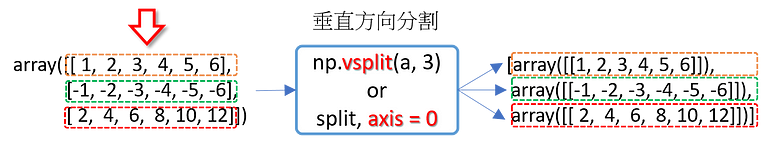 垂直方向分割
array([[ 1, 2, 3, 4, 5, 6],
[-1, -2, -3, -4, -5, -6],
[ 2, 4, 6, 8, 10, 12]])
np.vsplit(a, 3)
or
split, axis = 0
[array([[1, 2, 3, 4, 5, 6]]),
array([[-1, -2, -3, -4, -5, -6]]),
array([[ 2, 4, 6, 8, 10, 12]])]